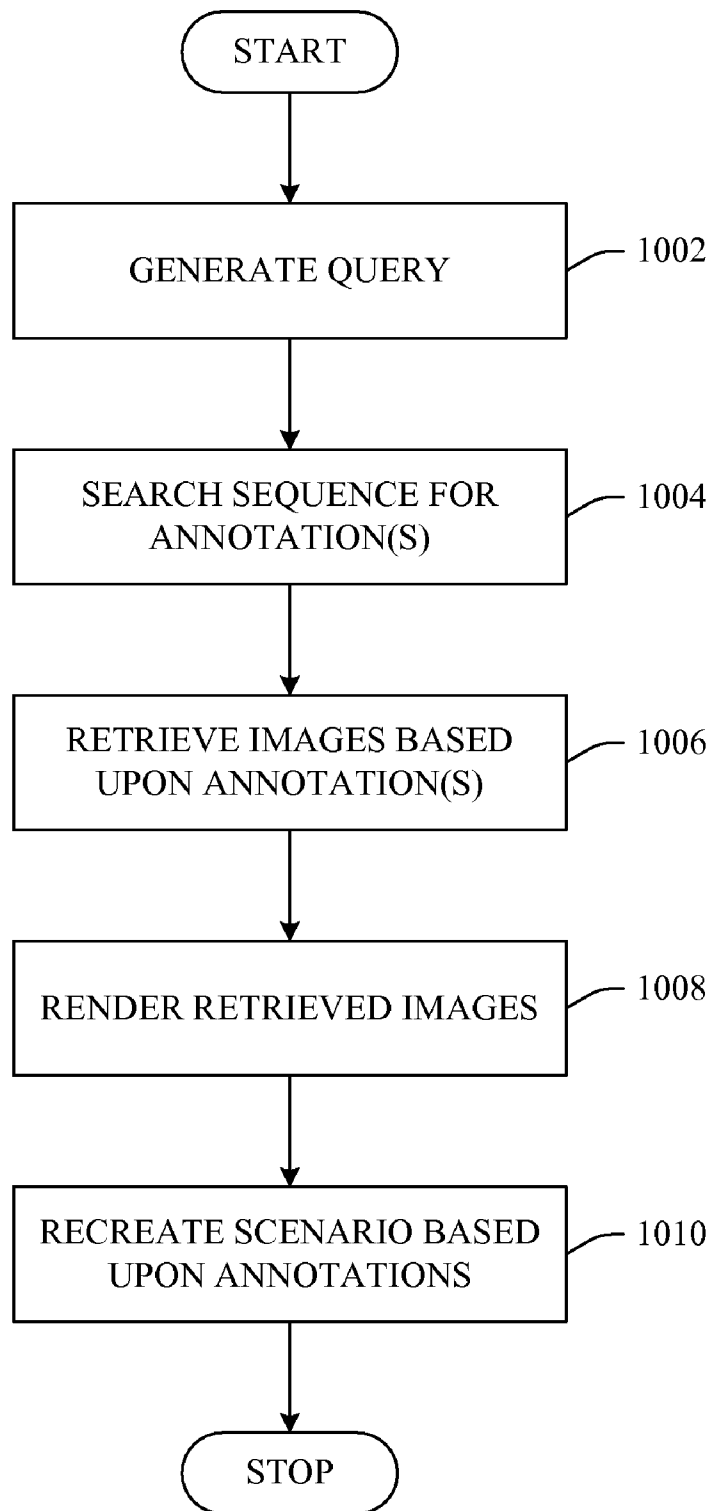 START
GENERATE QUERY
1002
SEARCH SEQUENCE FOR
ANNOTATION(S)
1004
RETRIEVE IMAGES BASED
UPON ANNOTATION(S)
1006
RENDER RETRIEVED IMAGES
1008
RECREATE SCENARIO BASED
UPON ANNOTATIONS
1010
STOP